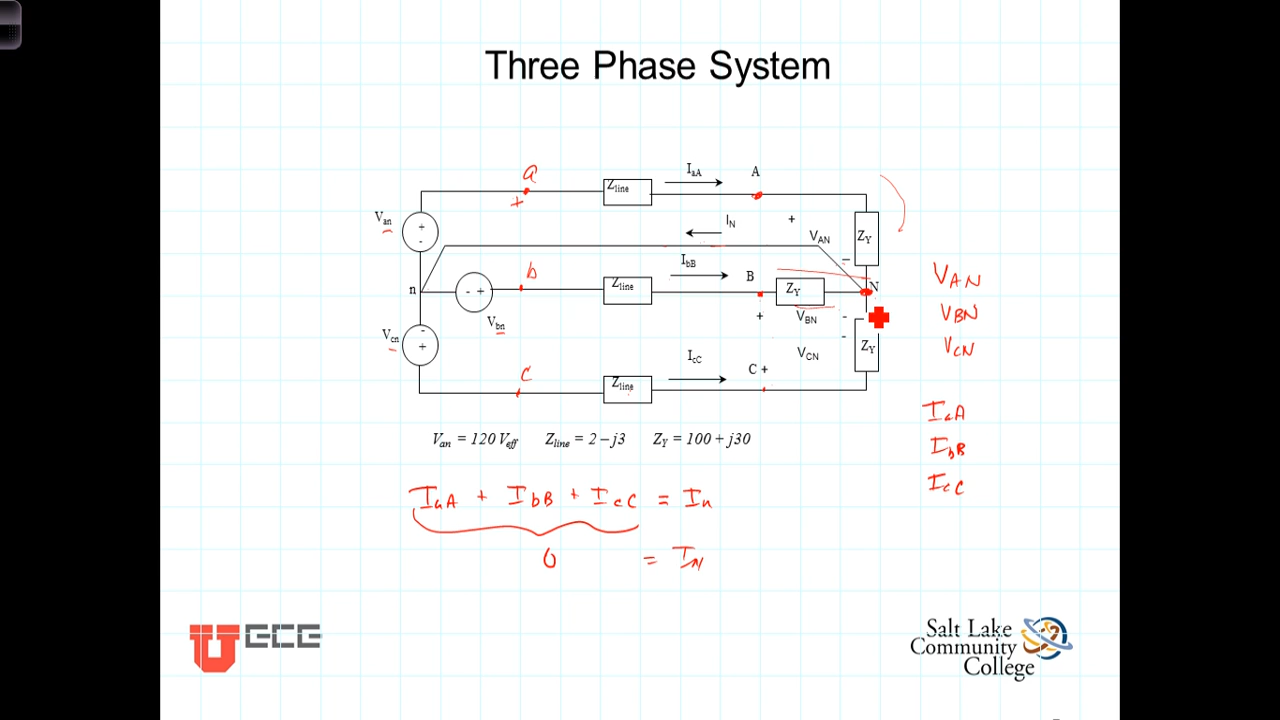 Three Phase System
a
Zline
IaA
A
+
Van
+
-
+
IN
VAN
ZY
–
b
IbB
B
n
- +
Zline
ZY
N
VAN
Vbn
+
VBN
-
VBN
Vcn
-
+
-
ZY
VCN
IcC
VCN
c
Zline
C +
IaA
Van = 120 Veff Zline = 2 – j3 ZY = 100 + j30
IbB
IcC
IaA + IbB + IcC = In
0 = IN
U ECE
Salt Lake
Community
College